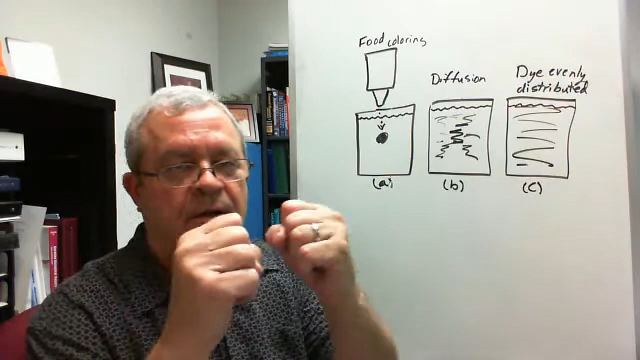 Food coloring
Diffusion
Dye evenly
distributed
(a)
(b)
(c)